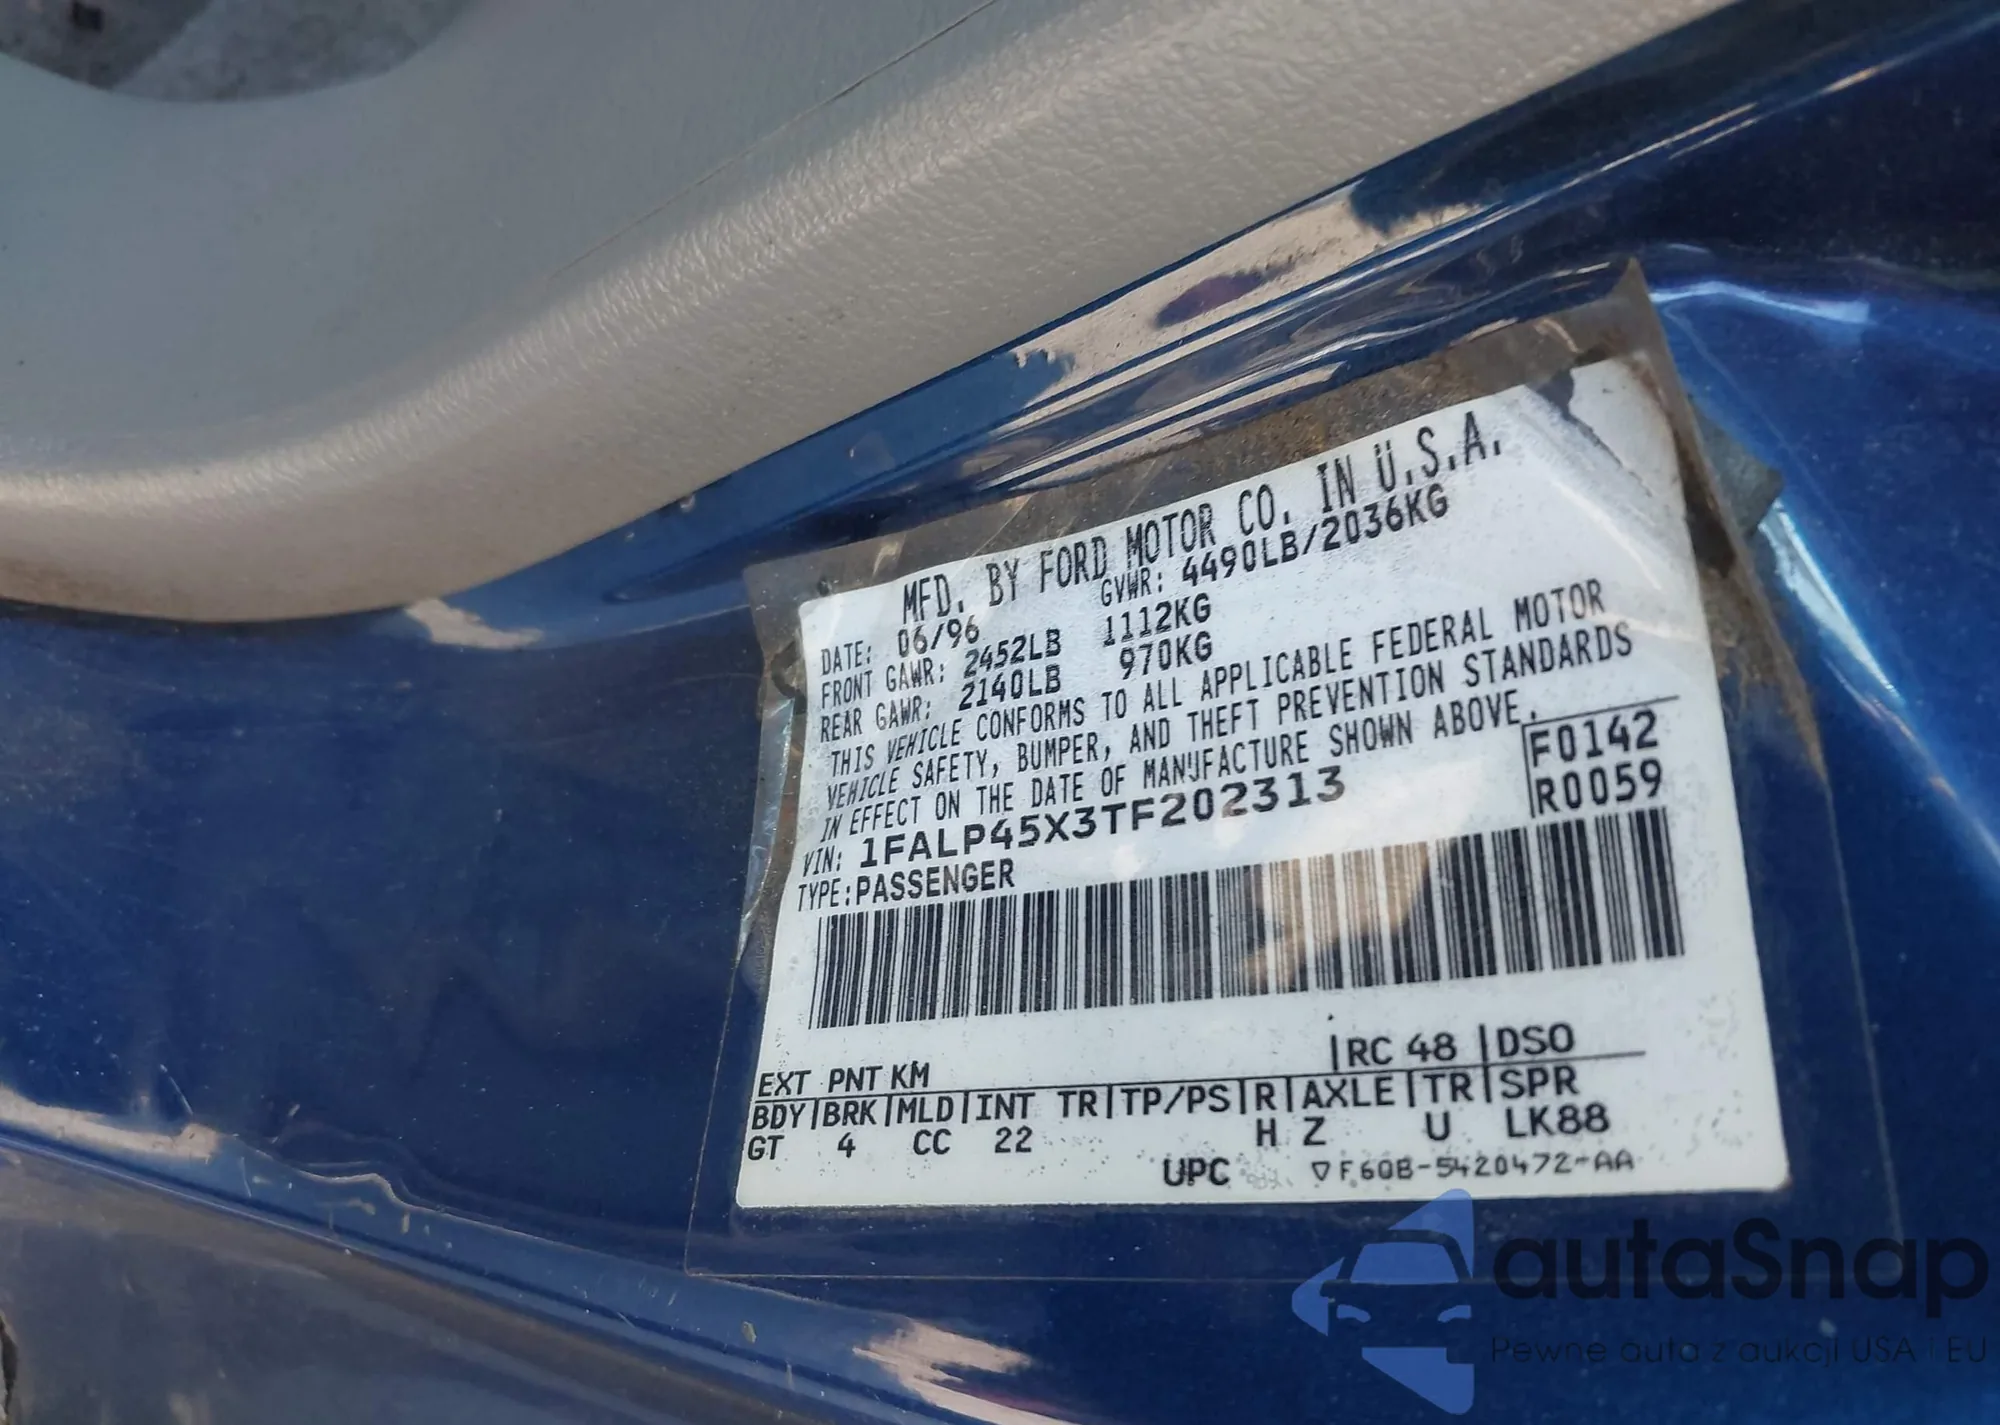 MFD. BY FORD MOTOR CO. IN U.S.A.
DATE: 06/96 GVWR: 4490LB/2036KG
FRONT GAWR: 2452LB 1112KG
REAR GAWR: 2140LB 970KG
THIS VEHICLE CONFORMS TO ALL APPLICABLE FEDERAL MOTOR
VEHICLE SAFETY, BUMPER, AND THEFT PREVENTION STANDARDS
IN EFFECT ON THE DATE OF MANUFACTURE SHOWN ABOVE.
VIN: 1FALP45X3TF202313
F0142
TYPE: PASSENGER
R0059
EXT PNT KM |RC 48 |DSO
BDY|BRK|MLD|INT TR|TP/PS|R|AXLE|TR|SPR
GT 4 CC 22 H Z U LK88
UPC ▽F60B-5420472-AA
autaSnap
Pewne auta z aukcji USA i EU